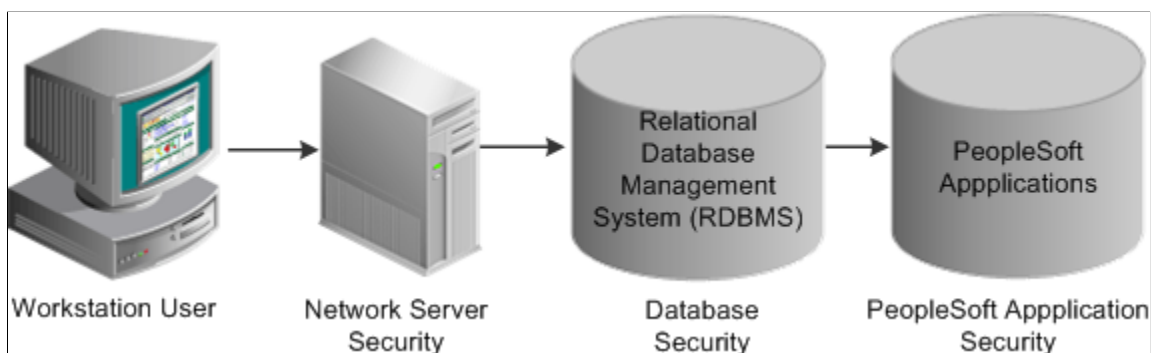 Relational
Database
Management
System (RDBMS)
PeopleSoft
Appplications
Workstation User
Network Server
Security
Database
Security
PeopleSoft Appplication
Security